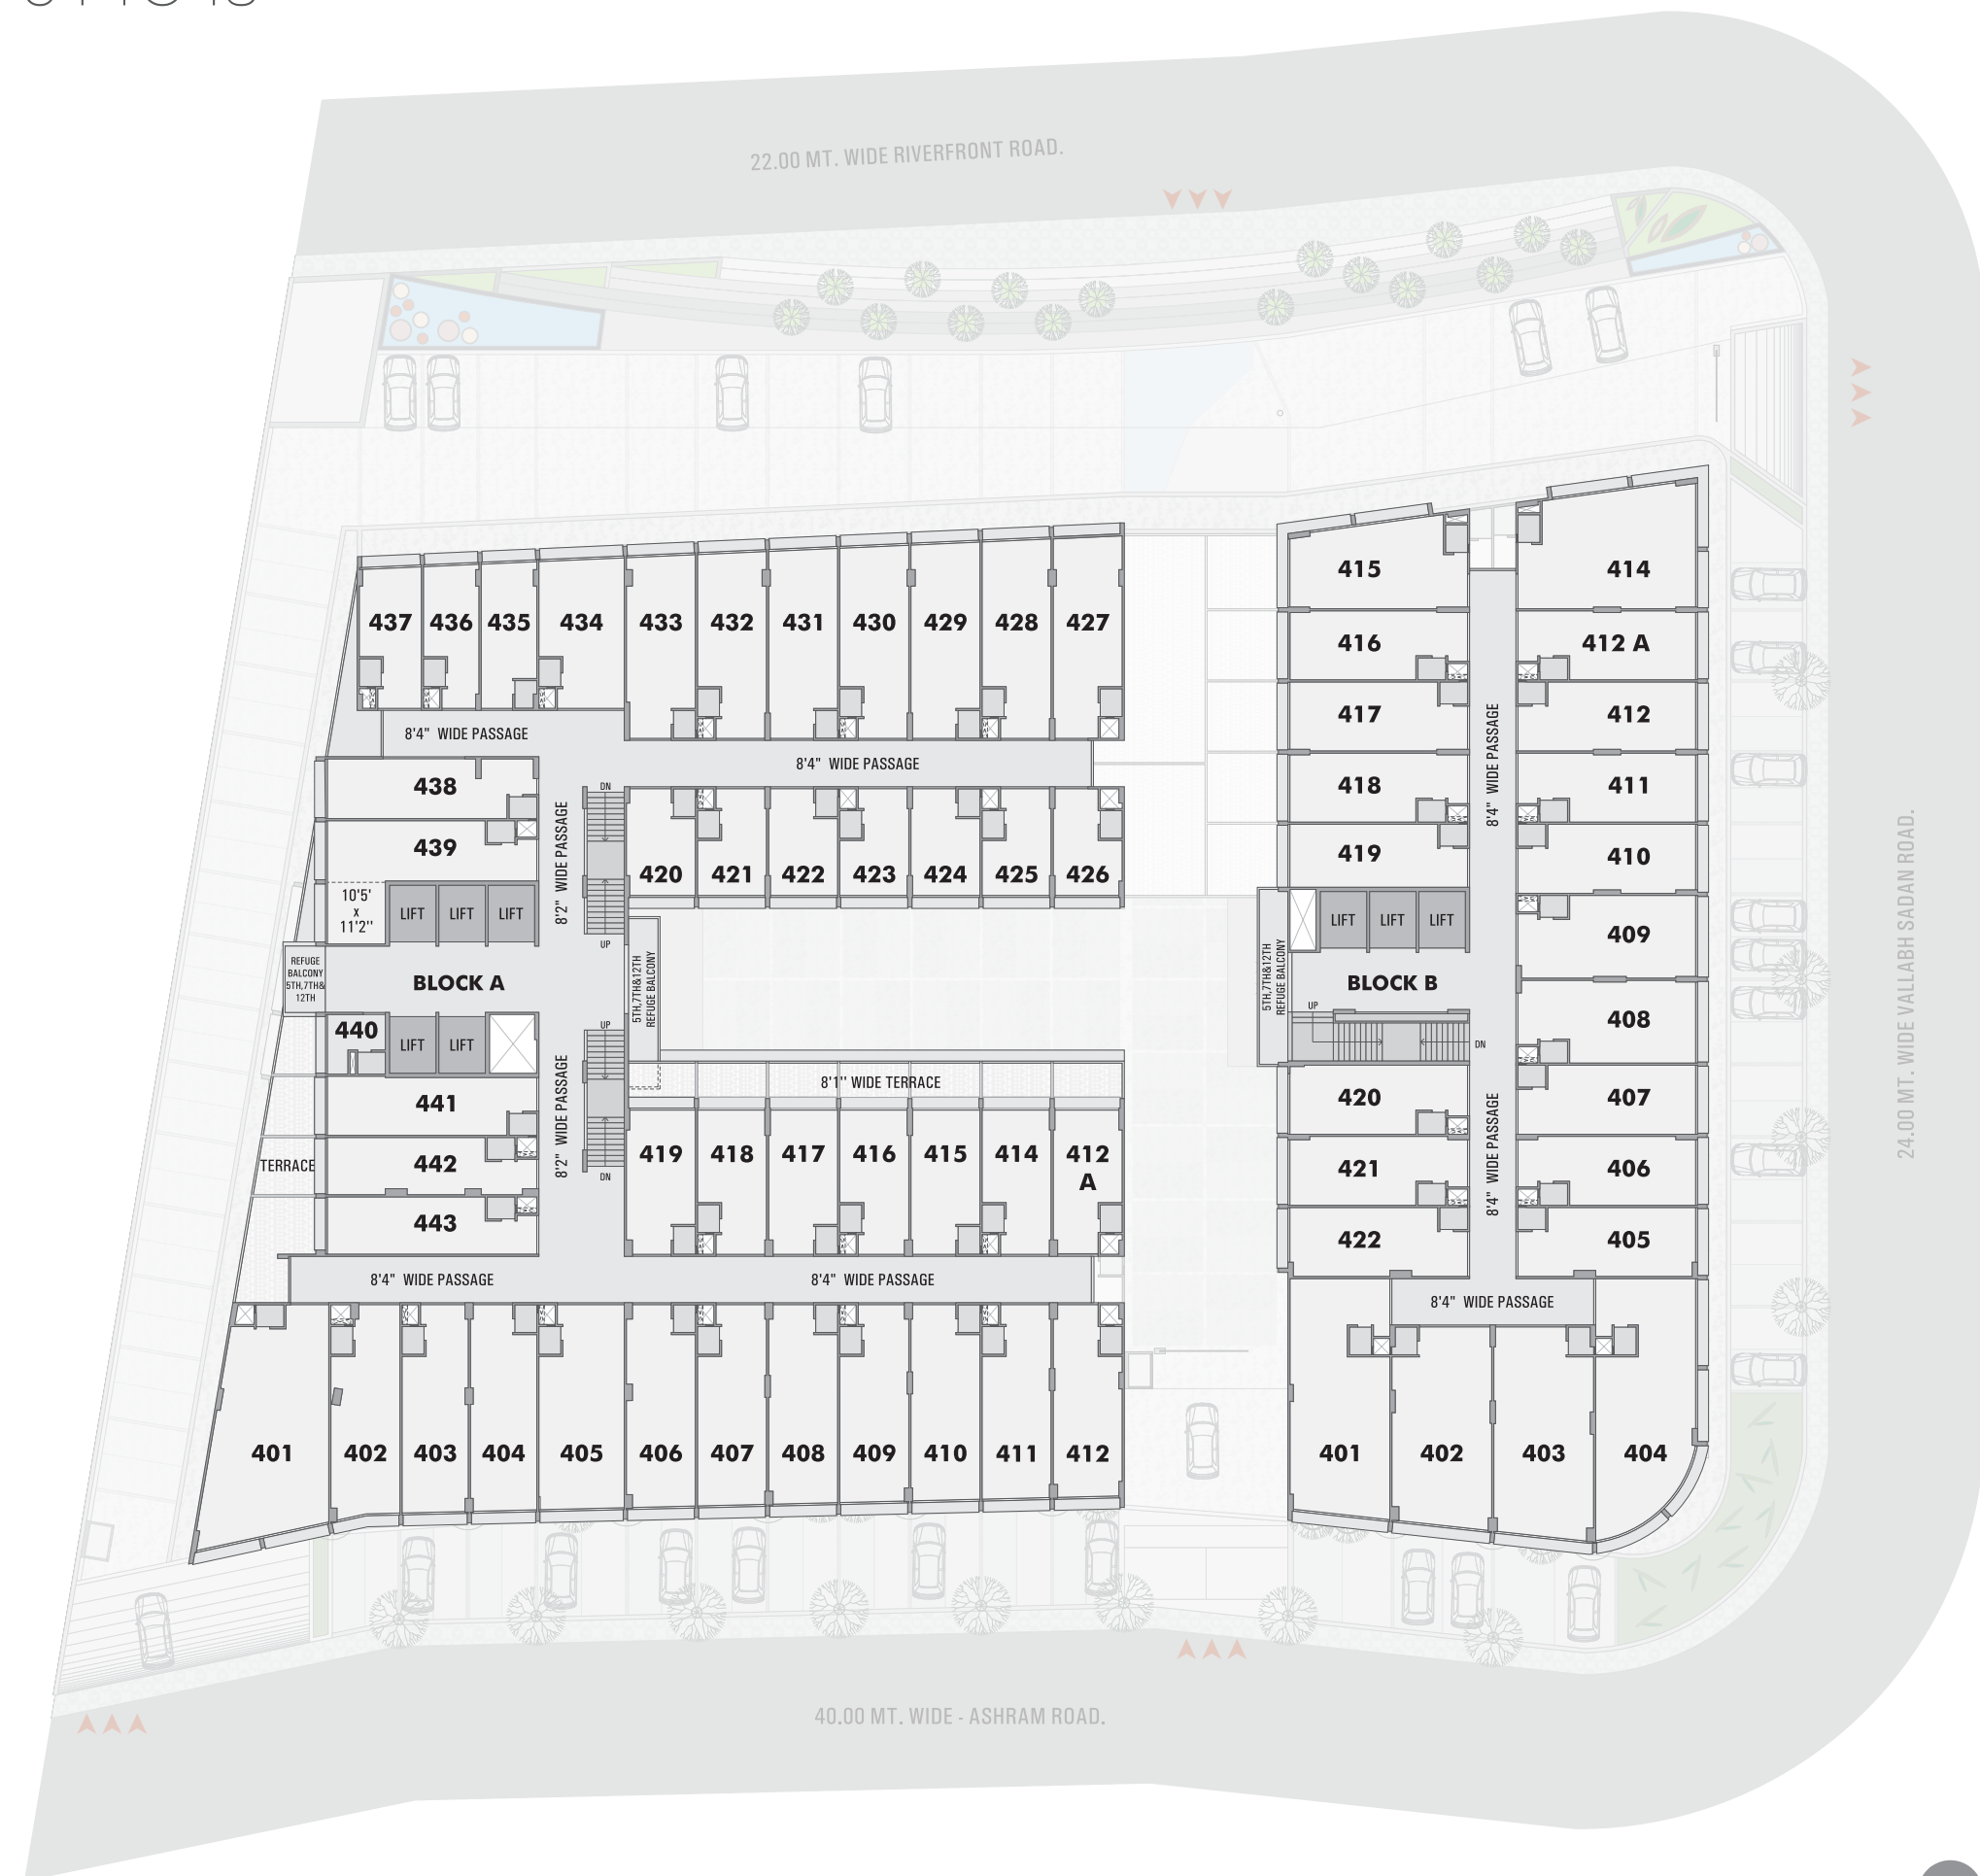 22.00 MT. WIDE RIVERFRONT ROAD.
437 436 435 434 433 432 431 430 429 428 427
8'4" WIDE PASSAGE
8'4" WIDE PASSAGE
438
439
10'5'
x
11'2''
LIFT LIFT LIFT
8'2" WIDE PASSAGE
DN
UP
420 421 422 423 424 425 426
REFUGE
BALCONY
5TH,7TH&
12TH
BLOCK A
5TH,7TH&12TH
REFUGE BALCONY
440
LIFT LIFT
UP
DN
8'2" WIDE PASSAGE
8'1'' WIDE TERRACE
441
442
443
TERRACE
419 418 417 416 415 414 412
A
8'4" WIDE PASSAGE
8'4" WIDE PASSAGE
401 402 403 404 405 406 407 408 409 410 411 412
415 414
416 412 A
417 412
418 411
419 410
8'4" WIDE PASSAGE
LIFT LIFT LIFT
409
5TH,7TH&12TH
REFUGE BALCONY
BLOCK B
UP
DN
408
420 407
421 406
422 405
8'4" WIDE PASSAGE
8'4" WIDE PASSAGE
401 402 403 404
24.00 MT. WIDE VALLABH SADAN ROAD.
40.00 MT. WIDE - ASHRAM ROAD.